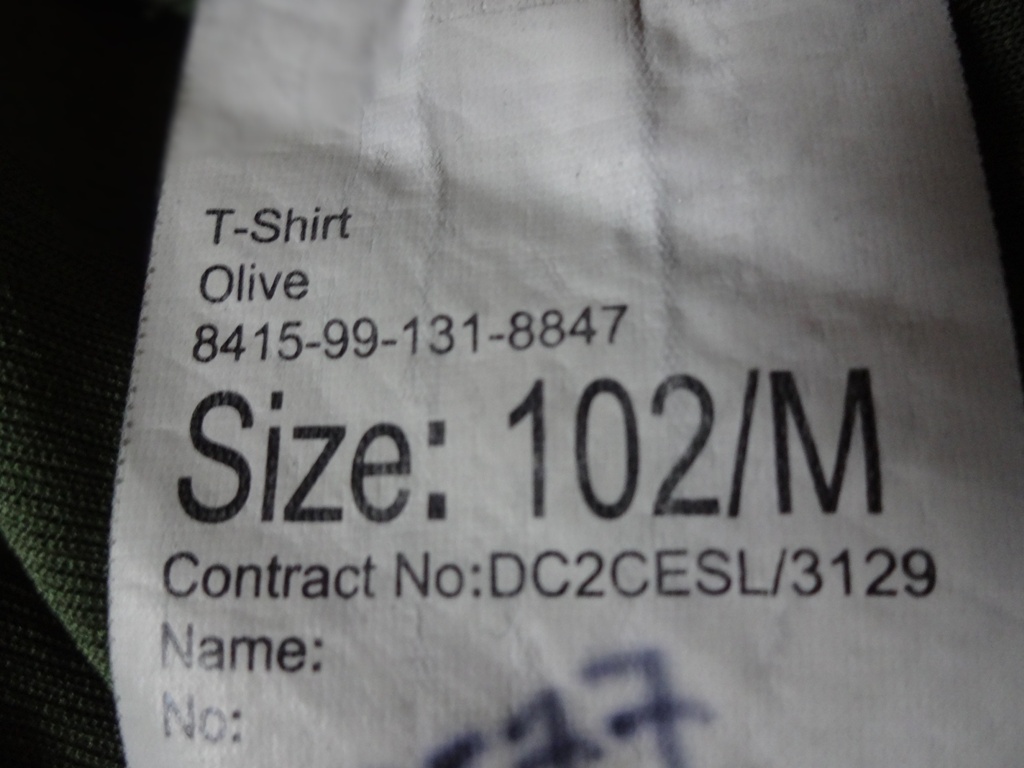 T-Shirt
Olive
8415-99-131-8847
Size: 102/M
Contract No:DC2CESL/3129
Name:
No: